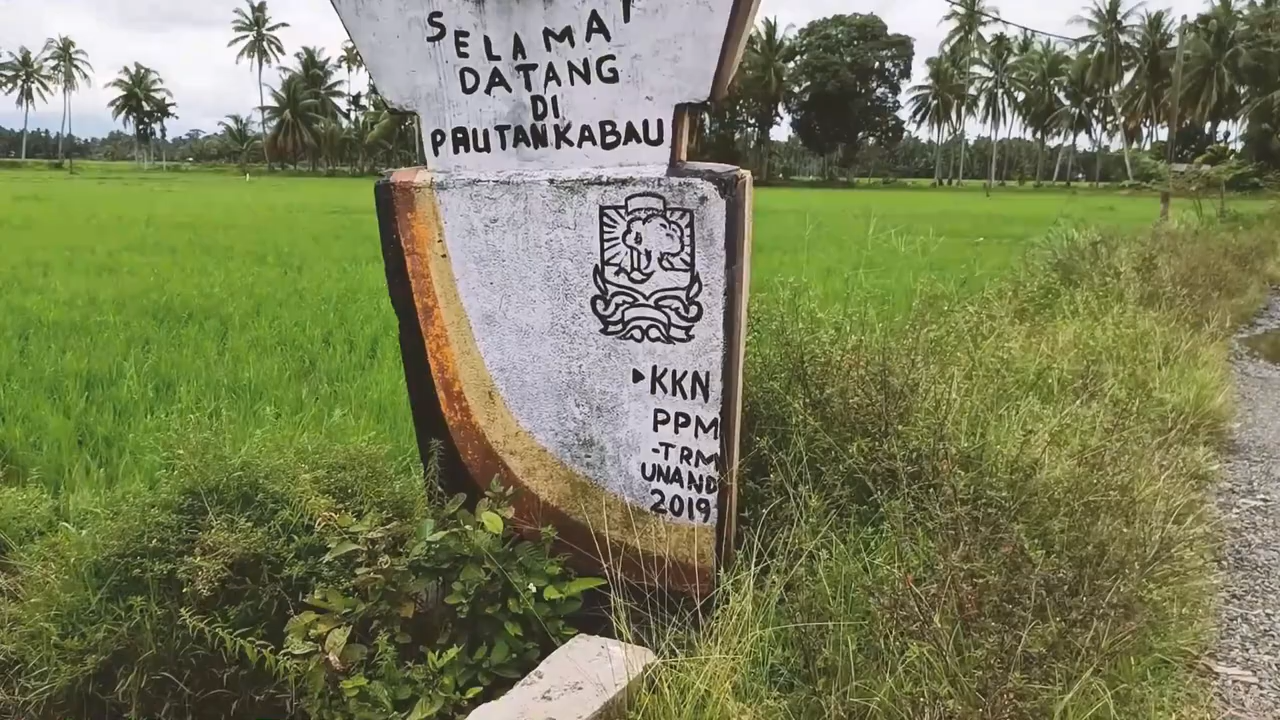 SELAMAT
DATANG
DI
PAUTANKABAU
KKN
PPM
-TRM
UNAND
2019